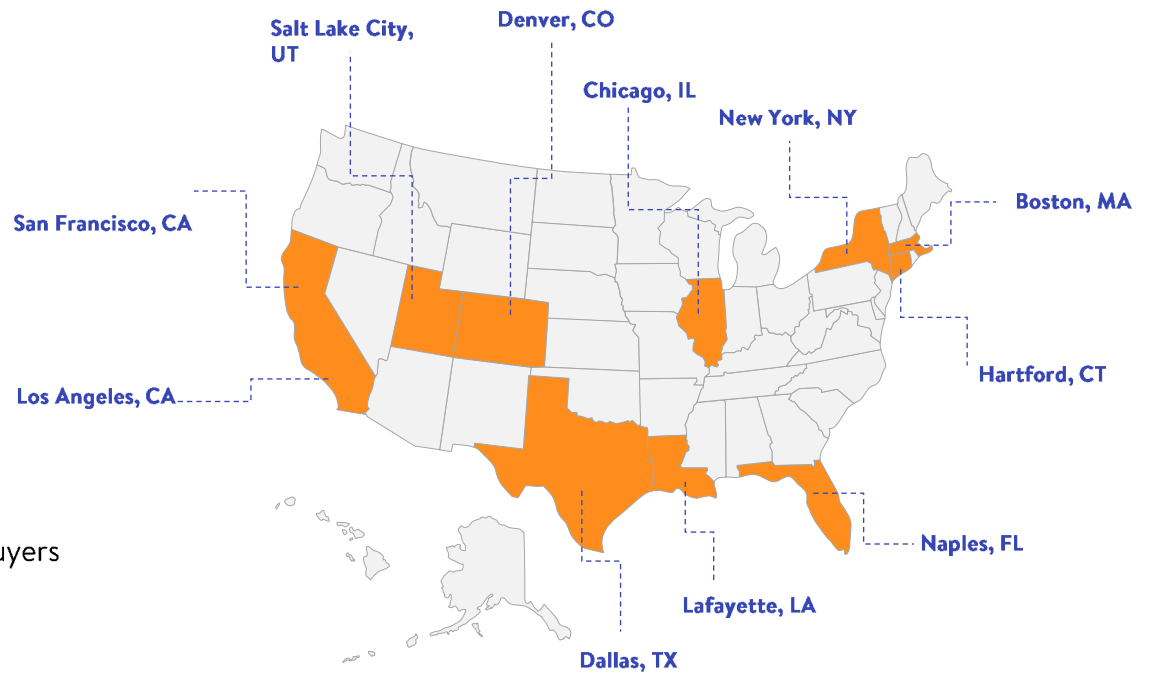 Salt Lake City,
UT
Denver, CO
Chicago, IL
New York, NY
Boston, MA
San Francisco, CA
Hartford, CT
Los Angeles, CA
Naples, FL
uyers
Lafayette, LA
Dallas, TX